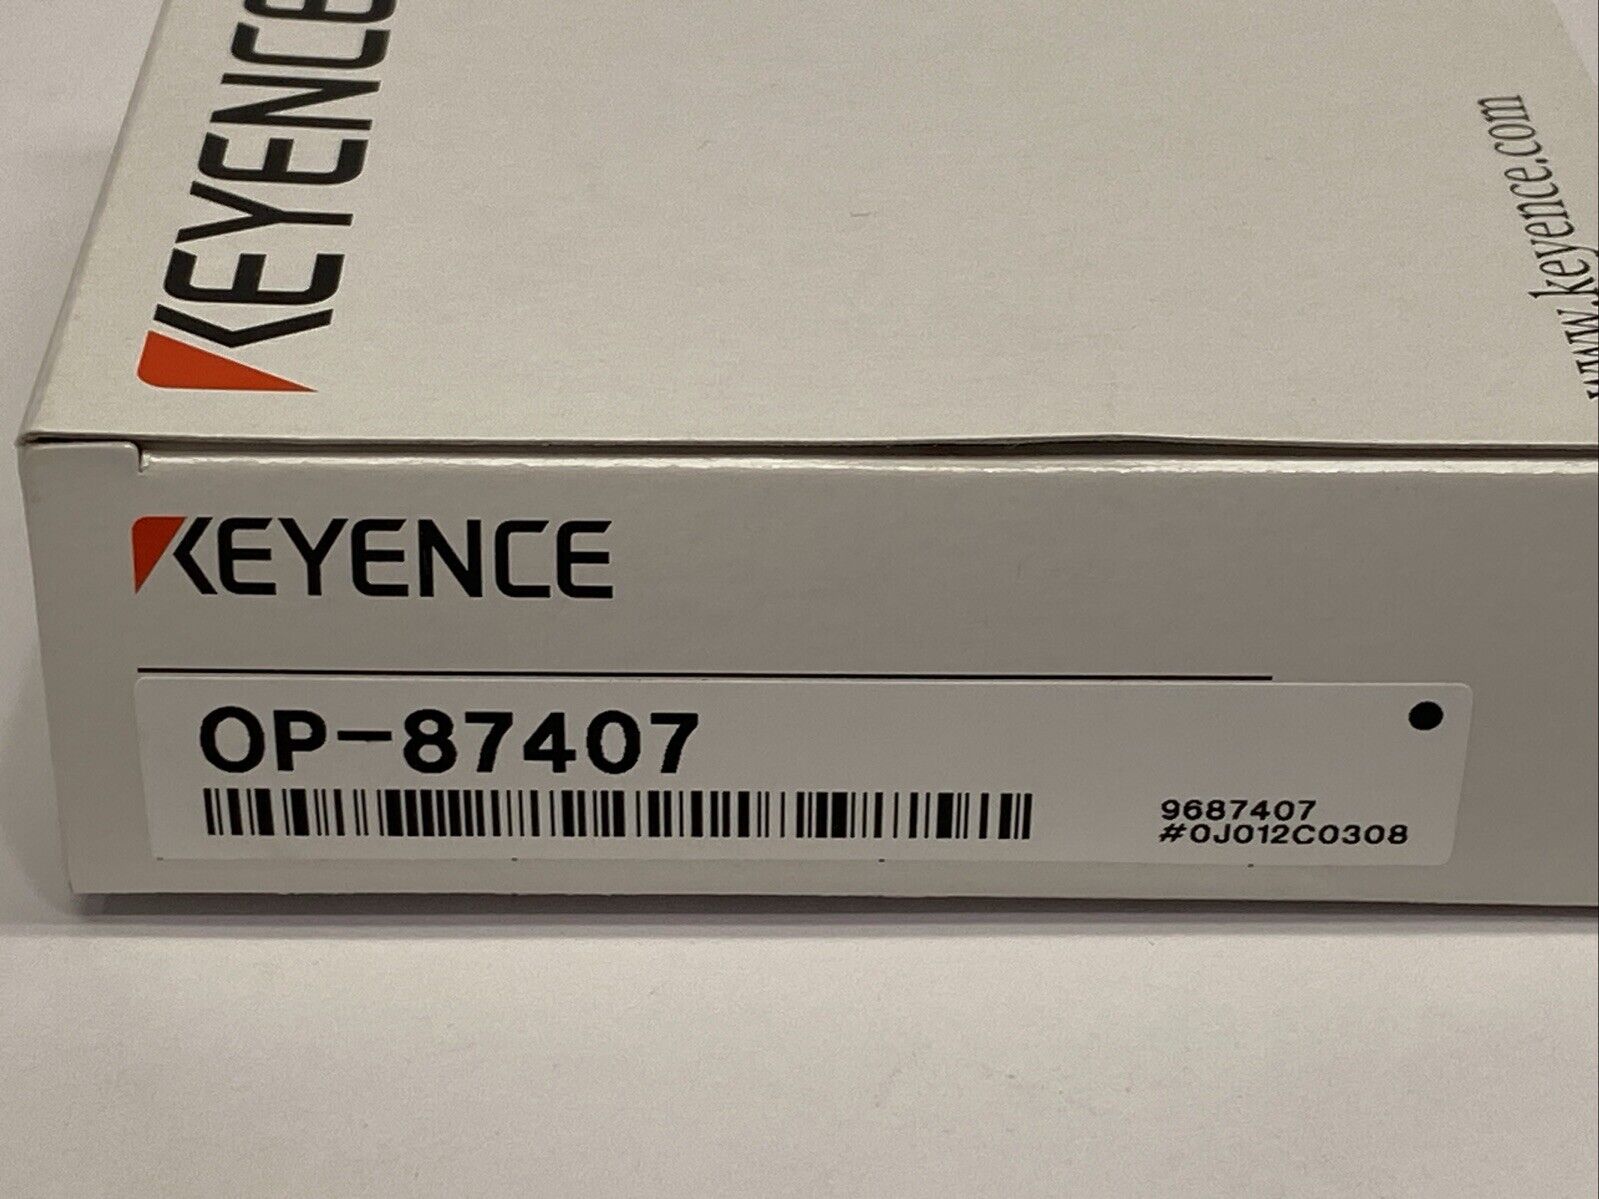 KEYENCE
www.keyence.com
KEYENCE
OP-87407
9687407
#0J012C0308